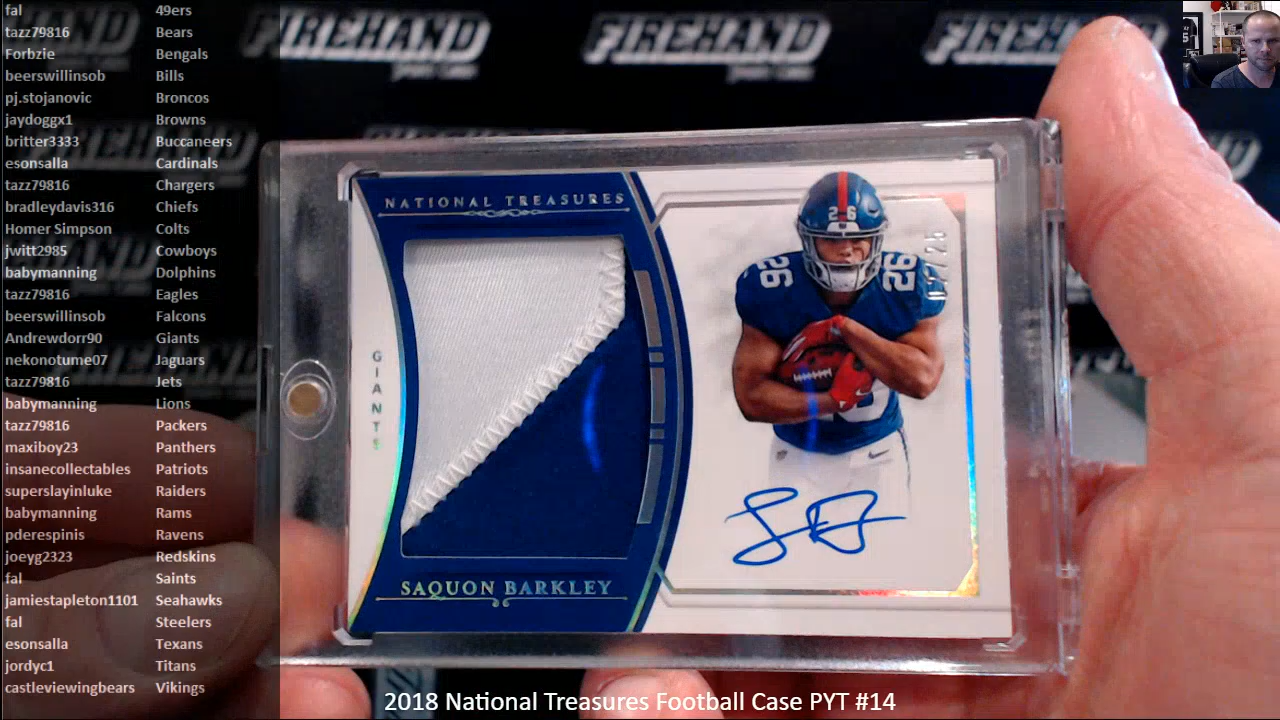 fal 49ers
tazz79816 Bears
Forbzie Bengals
beerswillinsob Bills
pj.stojanovic Broncos
jaydoggx1 Browns
britter3333 Buccaneers
esonsalla Cardinals
tazz79816 Chargers
bradleydavis316 Chiefs
Homer Simpson Colts
jwitt2985 Cowboys
babymanning Dolphins
tazz79816 Eagles
beerswillinsob Falcons
Andrewdorr90 Giants
nekonotume07 Jaguars
tazz79816 Jets
babymanning Lions
tazz79816 Packers
maxiboy23 Panthers
insanecollectables Patriots
superslayinluke Raiders
babymanning Rams
pderespinis Ravens
joeyg2323 Redskins
fal Saints
jamiestapleton1101 Seahawks
fal Steelers
esonsalla Texans
jordyc1 Titans
castleviewingbears Vikings
FIREHAND
FIREHAND
FIREHAND
NATIONAL TREASURES
GIANTS
26
26
26
SAQUON BARKLEY
2018 National Treasures Football Case PYT #14